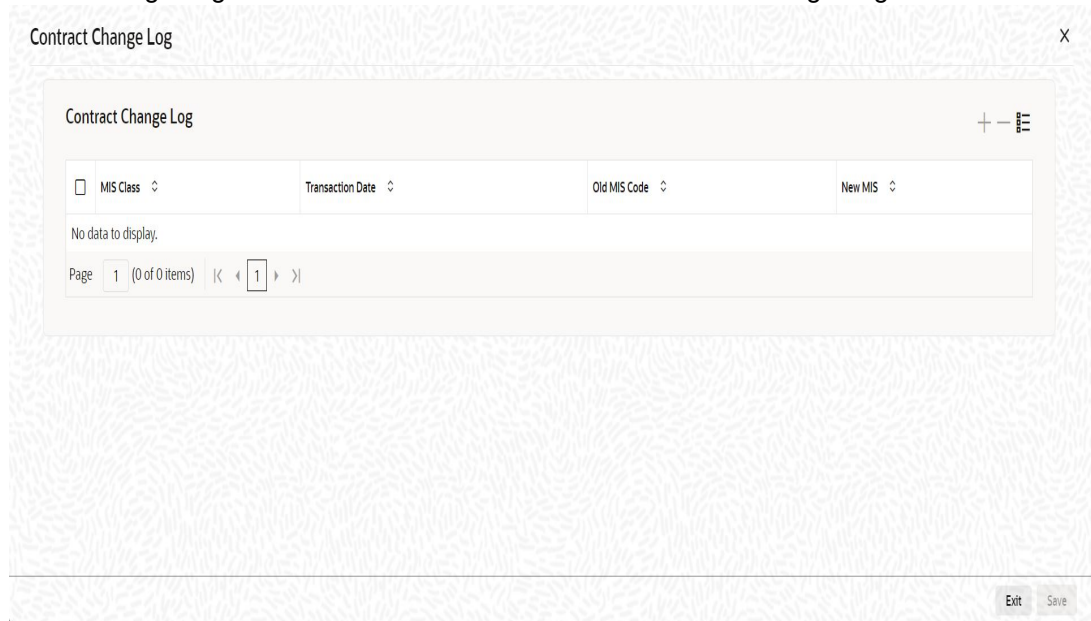 Contract Change Log X
Contract Change Log
MIS Class Transaction Date Old MIS Code New MIS
No data to display.
Page 1 (0 of 0 items) 1
Exit Save